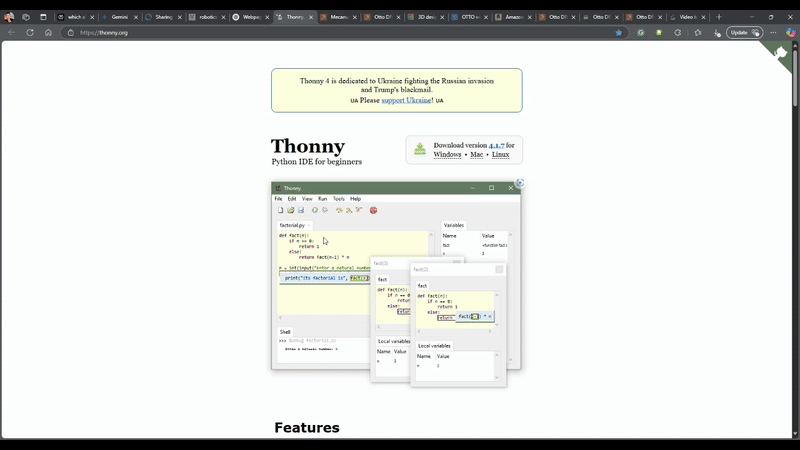 which a
Gemini
Sharing
robotic
Webpag
Thonny
Mecan
Otto DI
3D desi
OTTO w
Amazo
Otto DI
Otto DI
Otto DI
Video t
https://thonny.org
Update
Thonny 4 is dedicated to Ukraine fighting the Russian invasion
and Trump's blackmail.
UA Please support Ukraine! UA
Thonny
Python IDE for beginners
Download version 4.1.7 for
Windows • Mac • Linux
Thonny
File Edit View Run Tools Help
factorial.py
def fact(n):
if n == 0:
return 1
else:
return fact(n-1) * n
n = int(input("Enter a natural number
print("Its factorial is", fact(
Variables
Name Value
fact <function fact
n 3
fact(3)
fact
def fact(n):
if n == 0:
return 1
else:
return
Local variables
Name Value
n 3
fact(2)
fact
def fact(n):
if n == 0:
return 1
else:
return fact( ) * n
Local variables
Name Value
n 2
Shell
>>> %Debug factorial.py
Enter a natural number: 3
Features